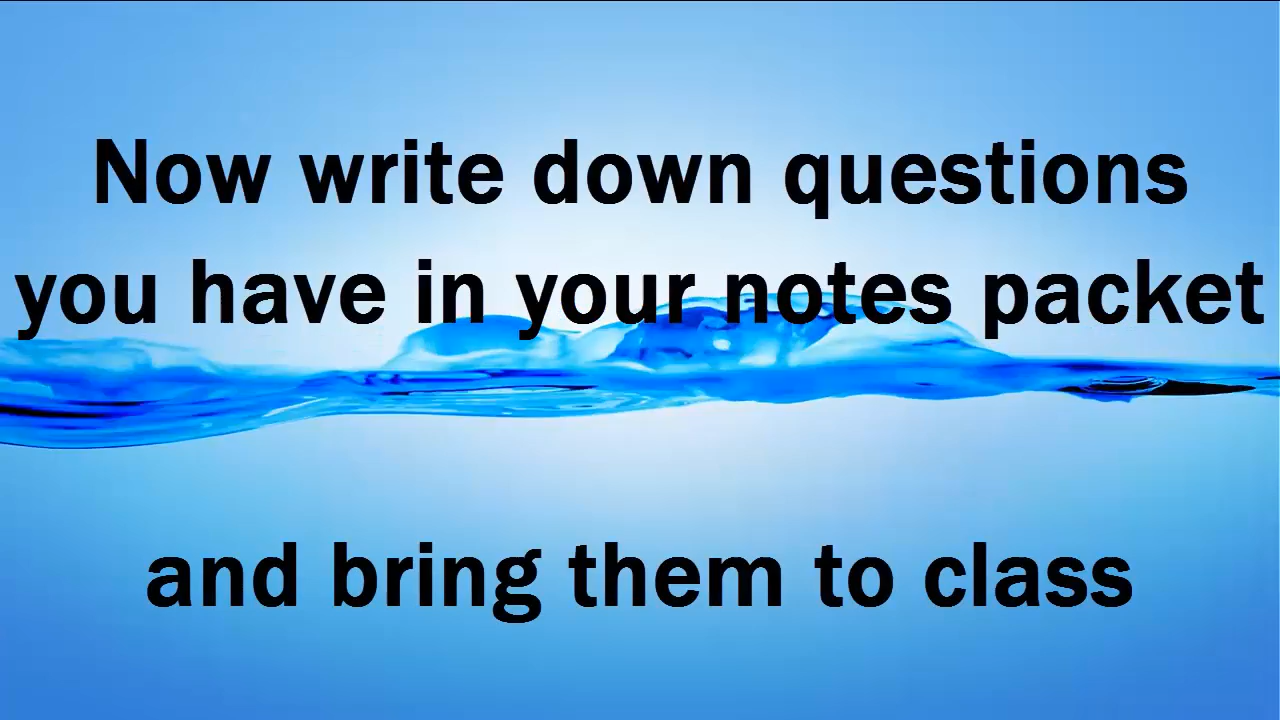 Now write down questions
you have in your notes packet
and bring them to class